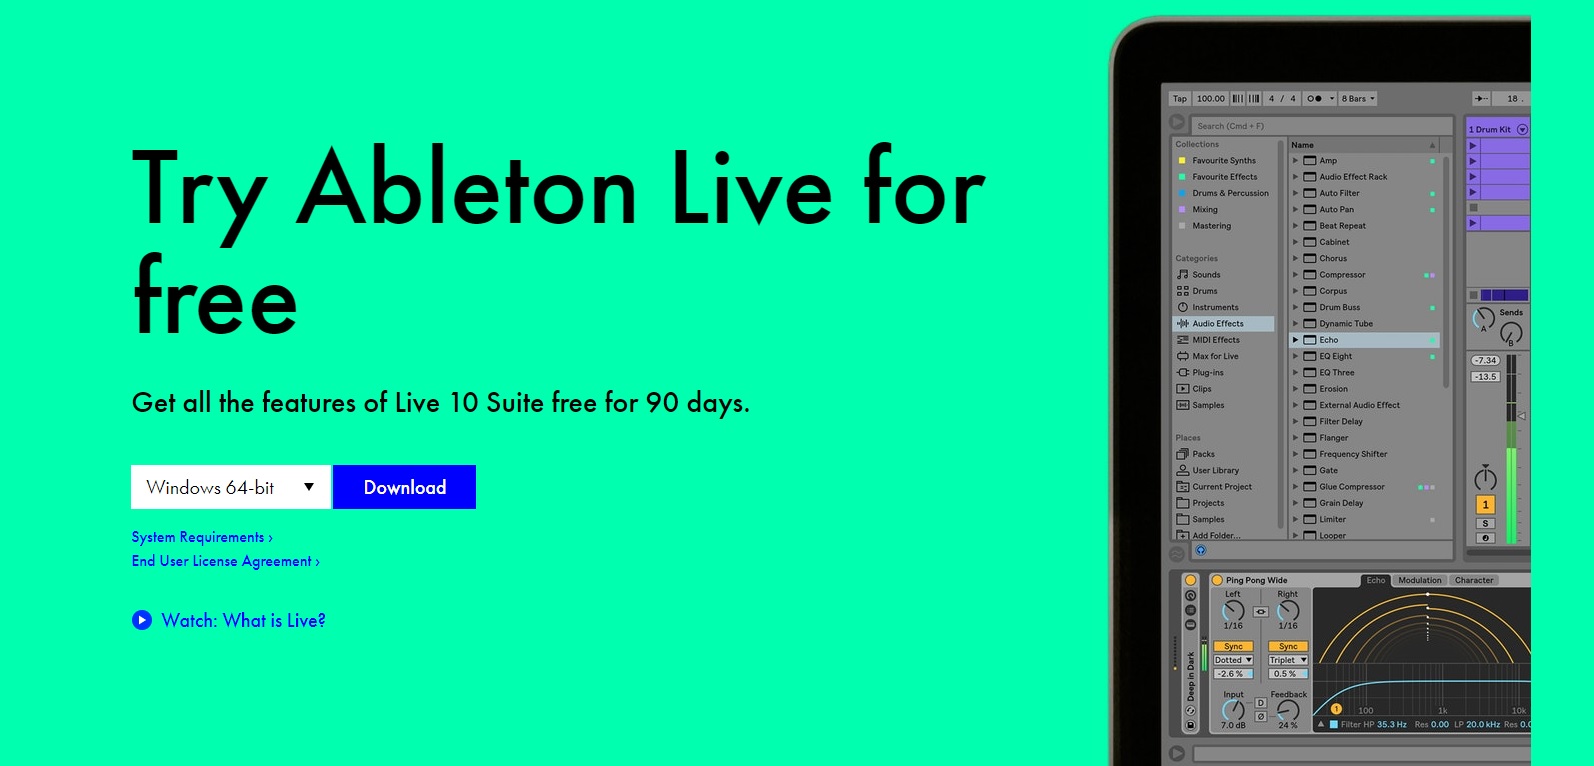 Try Ableton Live for
free
Get all the features of Live 10 Suite free for 90 days.
Windows 64-bit
Download
System Requirements ›
End User License Agreement ›
Watch: What is Live?
Tap 100.00 4 / 4 8 Bars 18 .
Search (Cmd + F)
Collections
Favourite Synths
Favourite Effects
Drums & Percussion
Mixing
Mastering
Categories
Sounds
Drums
Instruments
Audio Effects
MIDI Effects
Max for Live
Plug-ins
Clips
Samples
Places
Packs
User Library
Current Project
Projects
Samples
Add Folder...
Name
Amp
Audio Effect Rack
Auto Filter
Auto Pan
Beat Repeat
Cabinet
Chorus
Compressor
Corpus
Drum Buss
Dynamic Tube
Echo
EQ Eight
EQ Three
Erosion
External Audio Effect
Filter Delay
Flanger
Frequency Shifter
Gate
Glue Compressor
Grain Delay
Limiter
Looper
1 Drum Kit
Sends
A
B
-7.34
-13.5
1
S
Deep in Dark
Ping Pong Wide
Echo Modulation Character
Left Right
1/16 1/16
Sync Sync
Dotted Triplet
-2.6 % 0.5 %
Input Feedback
D
Ø
7.0 dB 24 %
1
100 1k 10k
Filter HP 35.3 Hz Res 0.00 LP 20.0 kHz Res 0.0